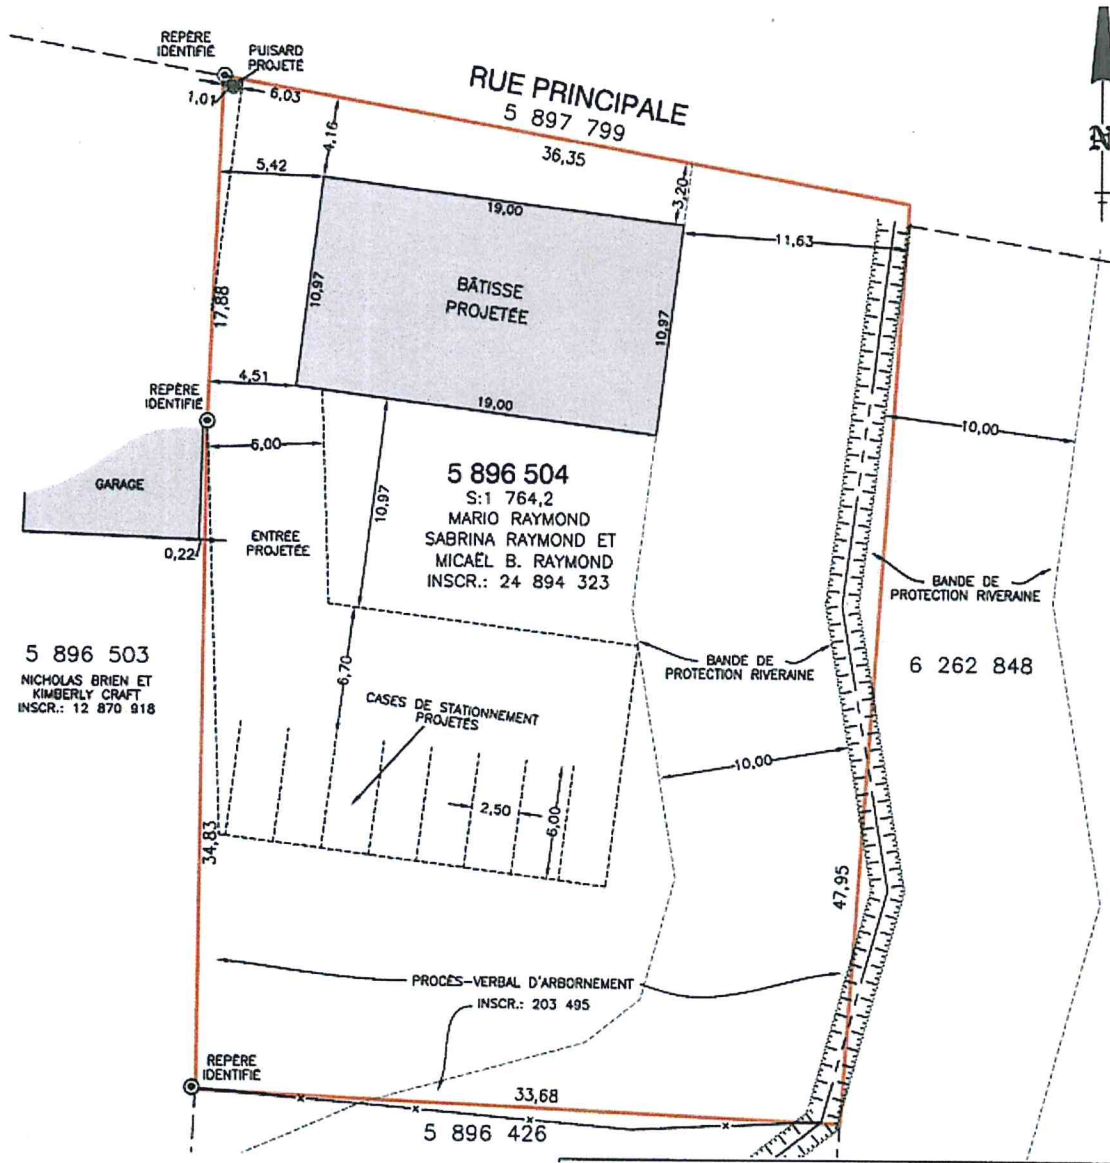 REPÈRE
IDENTIFIÉ
PUISARD
PROJETÉ
1,01
6,03
RUE PRINCIPALE
5 897 799
36,35
N
4,16
5,42
3,20
19,00
11,63
BÂTISSE
PROJETÉE
10,97
10,97
17,88
4,51
19,00
REPÈRE
IDENTIFIÉ
6,00
10,00
GARAGE
10,97
5 896 504
S:1 764,2
MARIO RAYMOND
SABRINA RAYMOND ET
MICAËL B. RAYMOND
INSCR.: 24 894 323
ENTRÉE
PROJETÉE
0,22
BANDE DE
PROTECTION RIVERAINE
5 896 503
NICHOLAS BRIEN ET
KIMBERLY CRAFT
INSCR.: 12 870 918
6,70
BANDE DE
PROTECTION RIVERAINE
6 262 848
CASES DE STATIONNEMENT
PROJETÉS
10,00
2,50
6,00
34,83
47,95
PROCÈS-VERBAL D'ABORNEMENT
INSCR.: 203 495
REPÈRE
IDENTIFIÉ
33,68
5 896 426